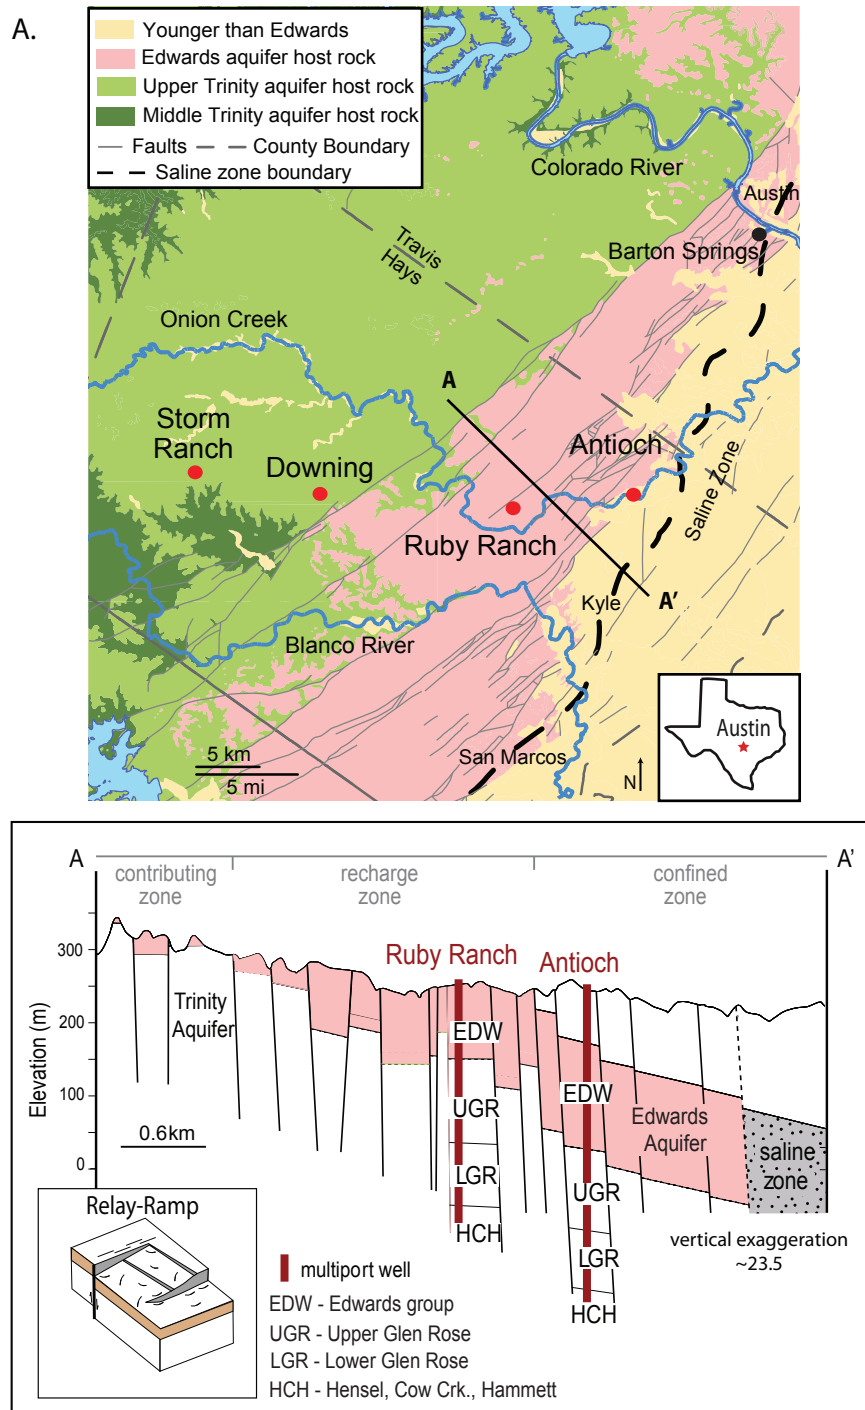 A.
Younger than Edwards
Edwards aquifer host rock
Upper Trinity aquifer host rock
Middle Trinity aquifer host rock
Faults
County Boundary
Saline zone boundary
Colorado River
Austin
Barton Springs
Travis
Hays
Onion Creek
A
Storm
Ranch
Downing
Antioch
Saline Zone
Ruby Ranch
Kyle
A'
Blanco River
San Marcos
5 km
5 mi
N
Austin
A
A'
contributing
zone
recharge
zone
confined
zone
Ruby Ranch
Antioch
Elevation (m)
300
200
100
0
Trinity
Aquifer
EDW
UGR
LGR
HCH
EDW
UGR
LGR
HCH
Edwards
Aquifer
saline
zone
0.6km
vertical exaggeration
~23.5
Relay-Ramp
multiport well
EDW - Edwards group
UGR - Upper Glen Rose
LGR - Lower Glen Rose
HCH - Hensel, Cow Crk., Hammett